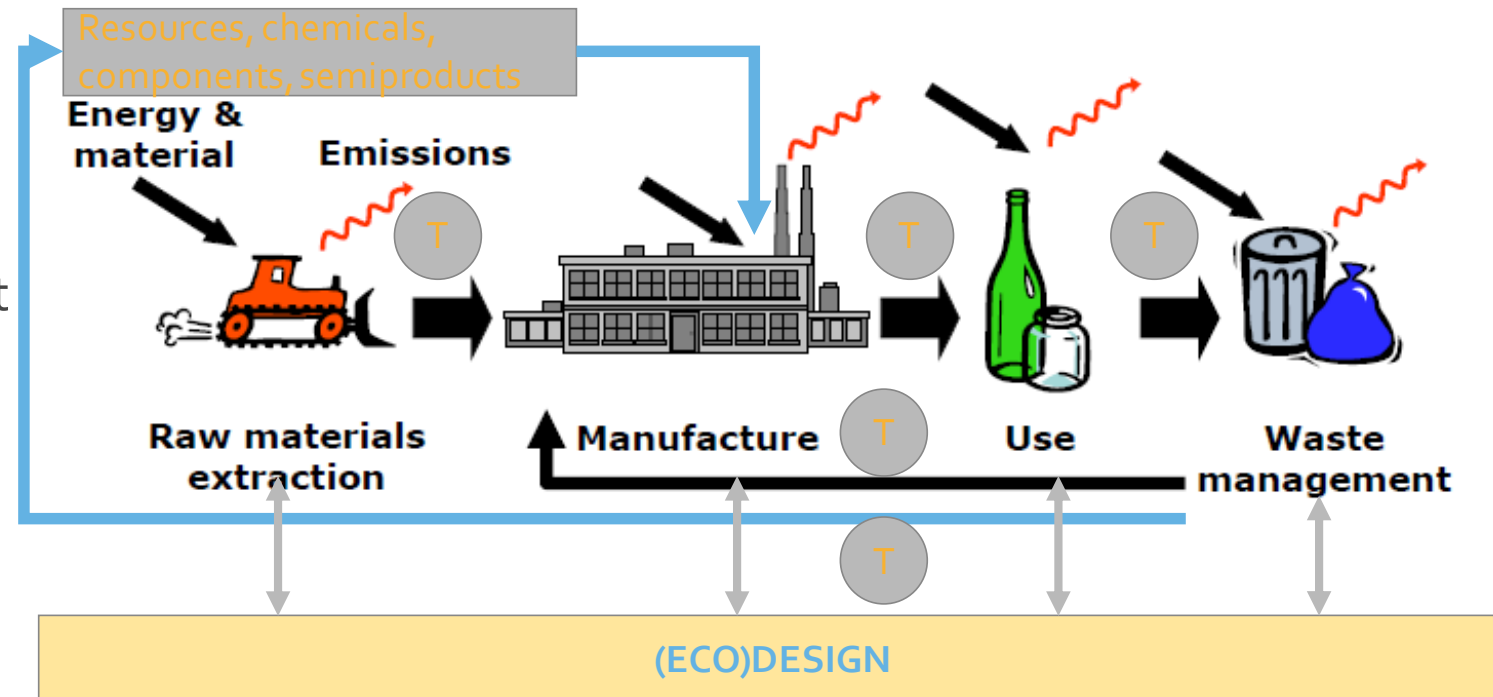 Resources, chemicals,
components, semiproducts
Energy &
material
Emissions
T
T
T
t
Raw materials
extraction
Manufacture
T
Use
Waste
management
T
(ECO)DESIGN